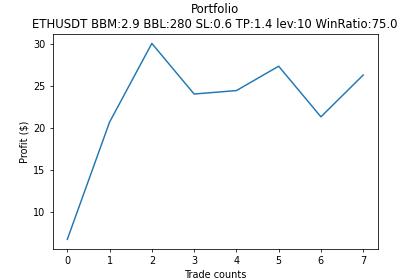 Portfolio
ETHUSDT BBM:2.9 BBL:280 SL:0.6 TP:1.4 lev:10 WinRatio:75.0
30
25
20
15
10
Profit ($)
0 1 2 3 4 5 6 7
Trade counts